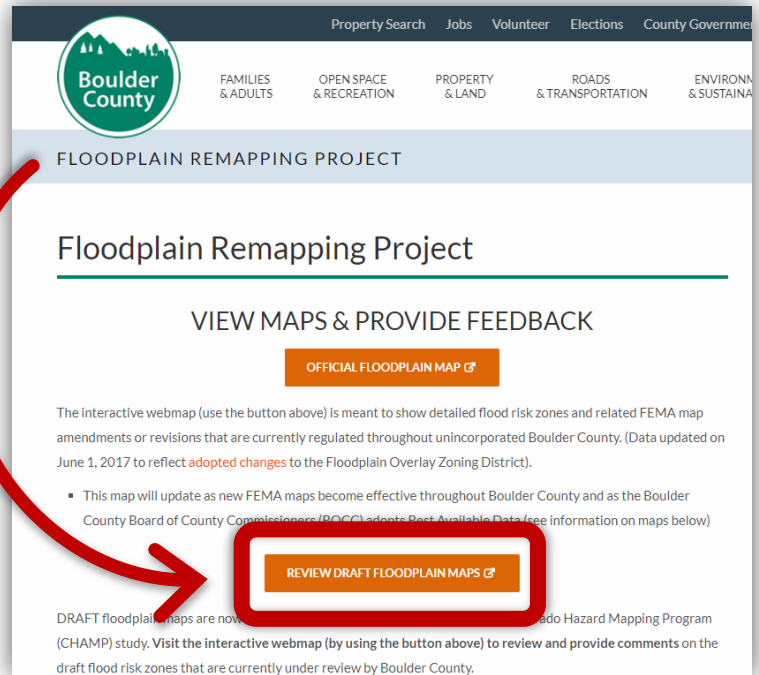 Property Search Jobs Volunteer Elections County
Boulder
County
FAMILIES
& ADULTS
OPEN SPACE
& RECREATION
PROPERTY
& LAND
ROADS
& TRANSPORTATION
FLOODPLAIN REMAPPING PROJECT
Floodplain Remapping Project
VIEW MAPS & PROVIDE FEEDBACK
OFFICIAL FLOODPLAIN MAP
The interactive webmap (use the button above) is meant to show detailed flood risk zones and related FEMA map
amendments or revisions that are currently regulated throughout unincorporated Boulder County. (Data updated on
June 1, 2017 to reflect adopted changes to the Floodplain Overlay Zoning District).
▪ This map will update as new FEMA maps become effective throughout Boulder County and as the Boulder
County Board of County Commissioners (BOCC) adopts Best Available Data (see information on maps below)
REVIEW DRAFT FLOODPLAIN MAPS
DRAFT floodplain maps are now Hazard Mapping Program
(CHAMP) study. Visit the interactive webmap (by using the button above) to review and provide comments on the
draft flood risk zones that are currently under review by Boulder County.